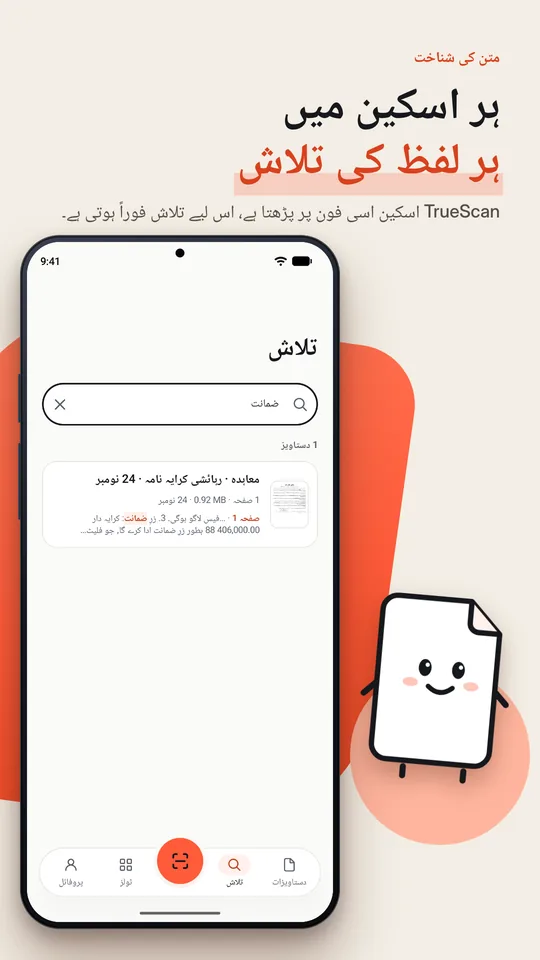 متن کی شناخت
ہر اسکین میں
ہر لفظ کی تلاش
TrueScan اسکین اسی فون پر پڑھتا ہے، اس لیے تلاش فوراً ہوتی ہے۔
9:41
تلاش
ضمانت
1 دستاویز
معاہدہ · رہائشی کرایہ نامہ · 24 نومبر
1 صفحہ · 0.92 MB · 24 نومبر
صفحہ 1 · …فیس لاگو ہوگی۔ 3. زرِ ضمانت: کرایہ دار
88 406,000.00 بطور زر ضمانت ادا کرے گا، جو فلیٹ…
دستاویزات
تلاش
ٹولز
پروفائل